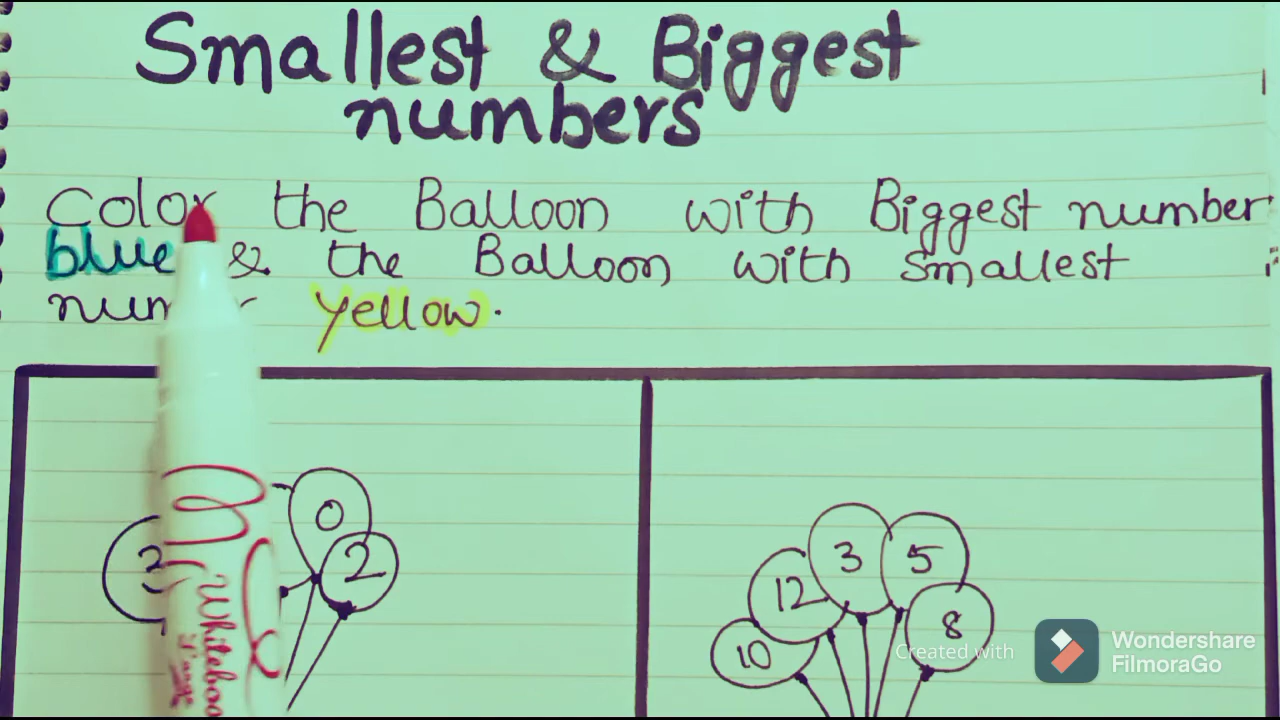 Smallest & Biggest
numbers
Color the Balloon with Biggest number
blue & the Balloon with smallest
yellow.
0
2
3
5
12
8
10
Whiteboa
Created with
Wondershare
FilmoraGo